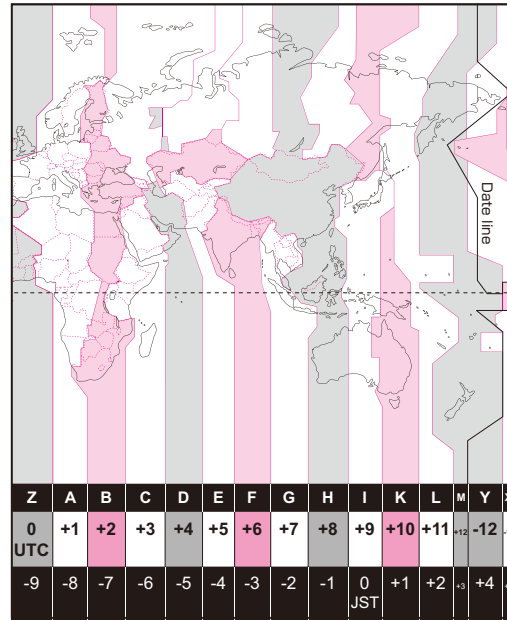 Date line
Z A B C D E F G H I K L M Y
0 +1 +2 +3 +4 +5 +6 +7 +8 +9 +10 +11 +12 -12
UTC
-9 -8 -7 -6 -5 -4 -3 -2 -1 0 +1 +2 +3 +4
JST